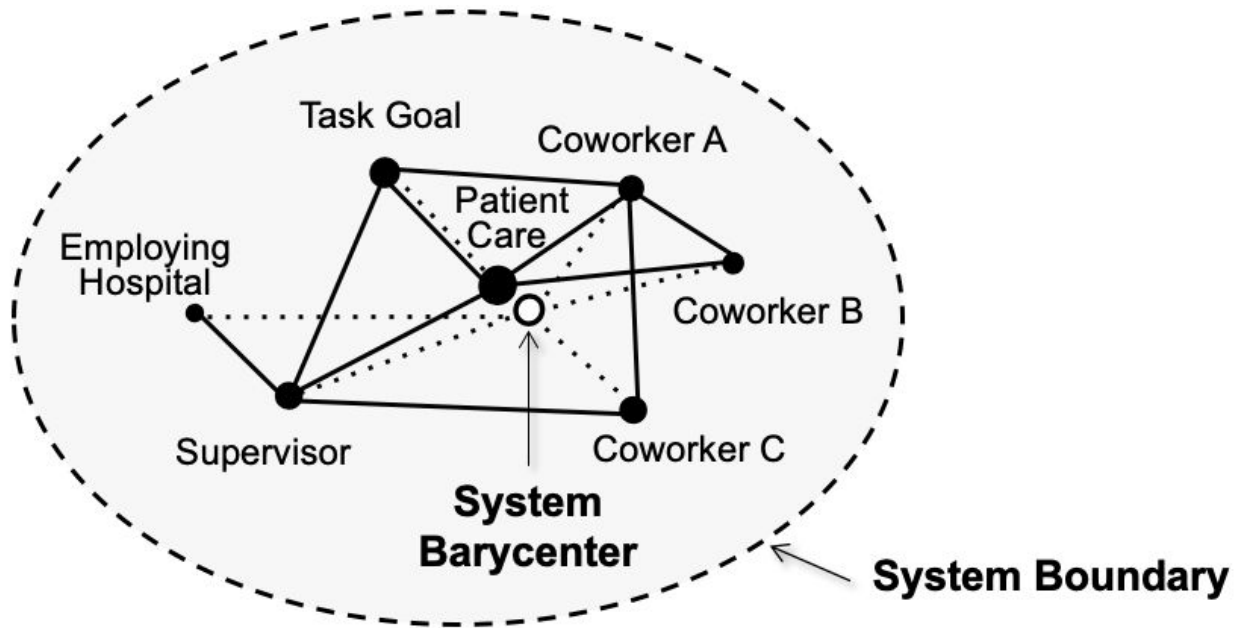 Task Goal
Coworker A
Patient
Care
Employing
Hospital
Coworker B
Supervisor
Coworker C
System
Barycenter
System Boundary